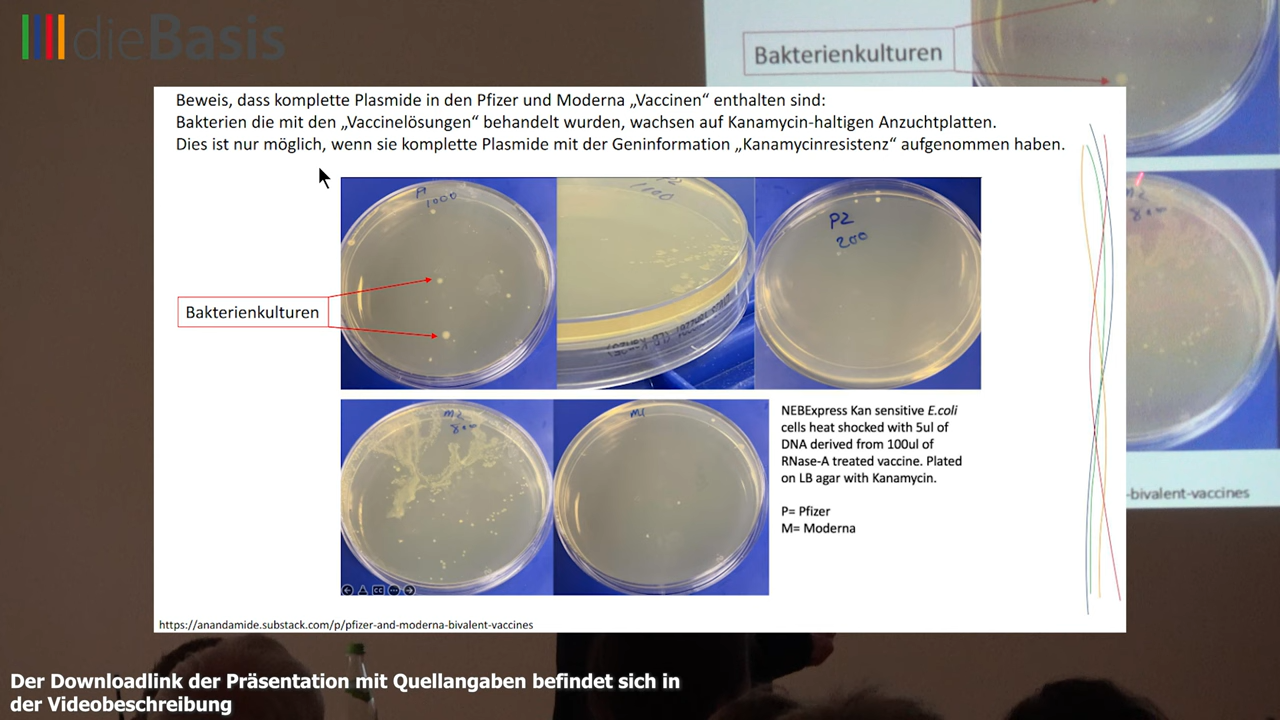 dieBasis
Bakterienkulturen
Beweis, dass komplette Plasmide in den Pfizer und Moderna „Vaccinen“ enthalten sind:
Bakterien die mit den „Vaccinelösungen“ behandelt wurden, wachsen auf Kanamycin-haltigen Anzuchtplatten.
Dies ist nur möglich, wenn sie komplette Plasmide mit der Geninformation „Kanamycinresistenz“ aufgenommen haben.
P1
1000
P2
200
Bakterienkulturen
M2
M1
NEBExpress Kan sensitive E.coli
cells heat shocked with 5ul of
DNA derived from 100ul of
RNase-A treated vaccine. Plated
on LB agar with Kanamycin.
P= Pfizer
M= Moderna
-bivalent-vaccines
https://anandamide.substack.com/p/pfizer-and-moderna-bivalent-vaccines
Der Downloadlink der Präsentation mit Quellangaben befindet sich in
der Videobeschreibung